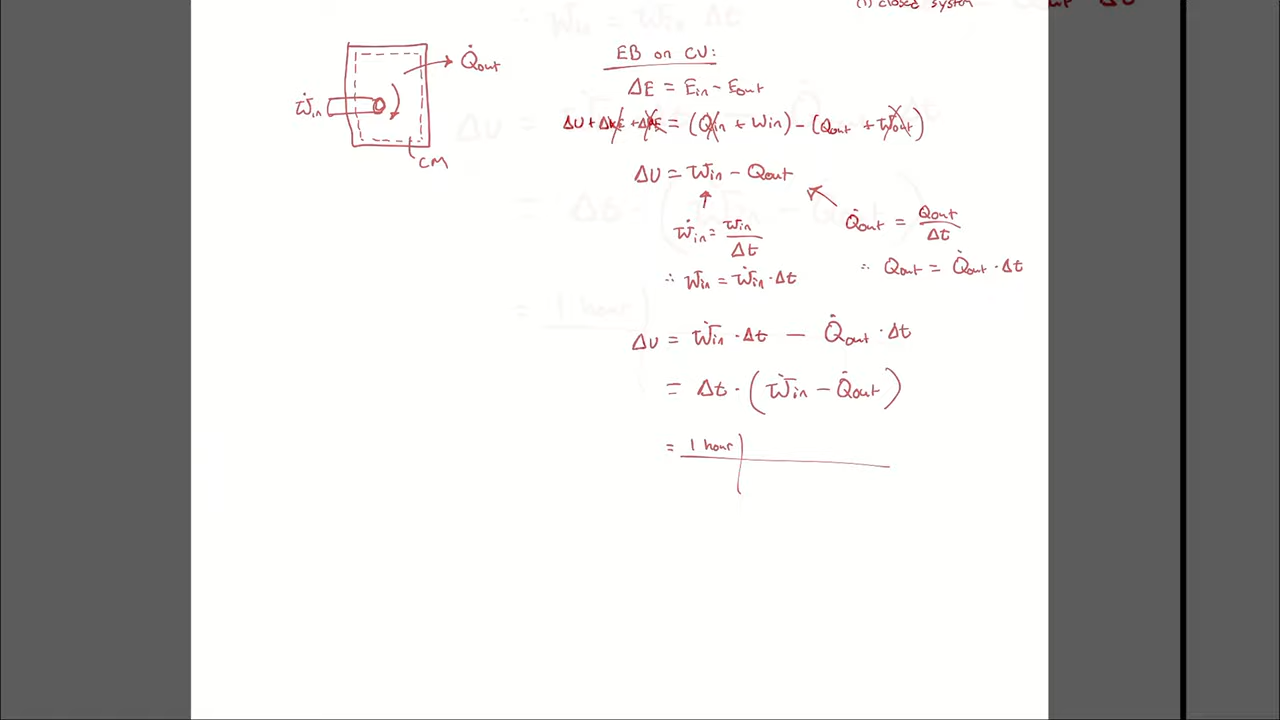 (1) closed system
Q̇out
Ẇin
CM
EB on CV:
ΔE = Ein - Eout
ΔU + ΔKE + ΔPE = (Qin + Win) - (Qout + Wout)
ΔU = Win - Qout
Ẇin = Win / Δt
∴ Win = Ẇin · Δt
Q̇out = Qout / Δt
∴ Qout = Q̇out · Δt
ΔU = Ẇin · Δt - Q̇out · Δt
= Δt · (Ẇin - Q̇out)
= 1 hour